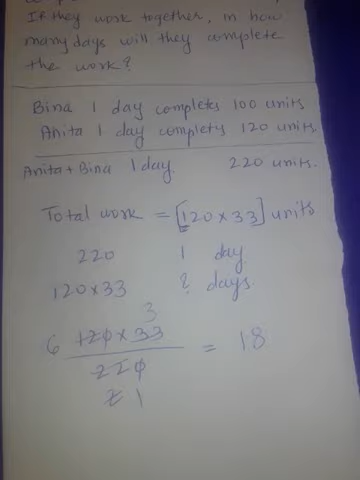 If they work together, in how
many days will they complete
the work?
Bina 1 day completes 100 units
Anita 1 day completes 120 units
Anita + Bina 1 day 220 units.
Total work = [120 x 33] units
220 1 day
120 x 33 ? days.
3
6 120 x 33 = 18
220
2 1